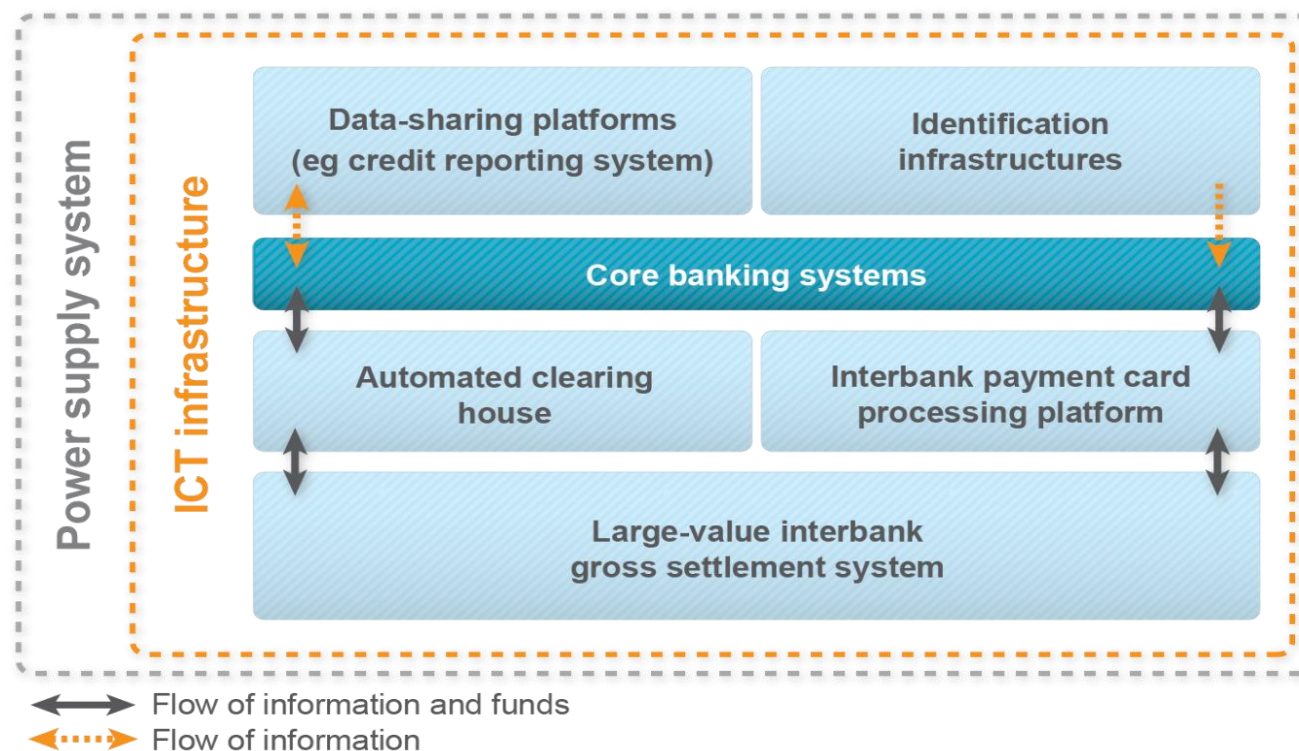 Power supply system
ICT infrastructure
Data-sharing platforms
(eg credit reporting system)
Identification
infrastructures
Core banking systems
Automated clearing
house
Interbank payment card
processing platform
Large-value interbank
gross settlement system
Flow of information and funds
Flow of information